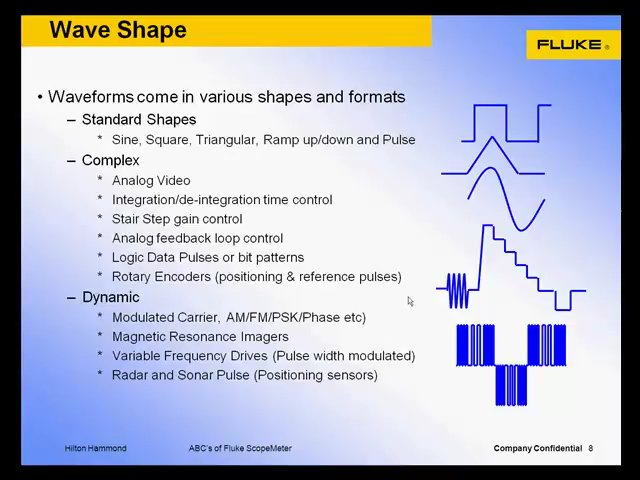 Wave Shape
FLUKE®
• Waveforms come in various shapes and formats
– Standard Shapes
* Sine, Square, Triangular, Ramp up/down and Pulse
– Complex
* Analog Video
* Integration/de-integration time control
* Stair Step gain control
* Analog feedback loop control
* Logic Data Pulses or bit patterns
* Rotary Encoders (positioning & reference pulses)
– Dynamic
* Modulated Carrier, AM/FM/PSK/Phase etc)
* Magnetic Resonance Imagers
* Variable Frequency Drives (Pulse width modulated)
* Radar and Sonar Pulse (Positioning sensors)
Hilton Hammond ABC's of Fluke ScopeMeter Company Confidential 8